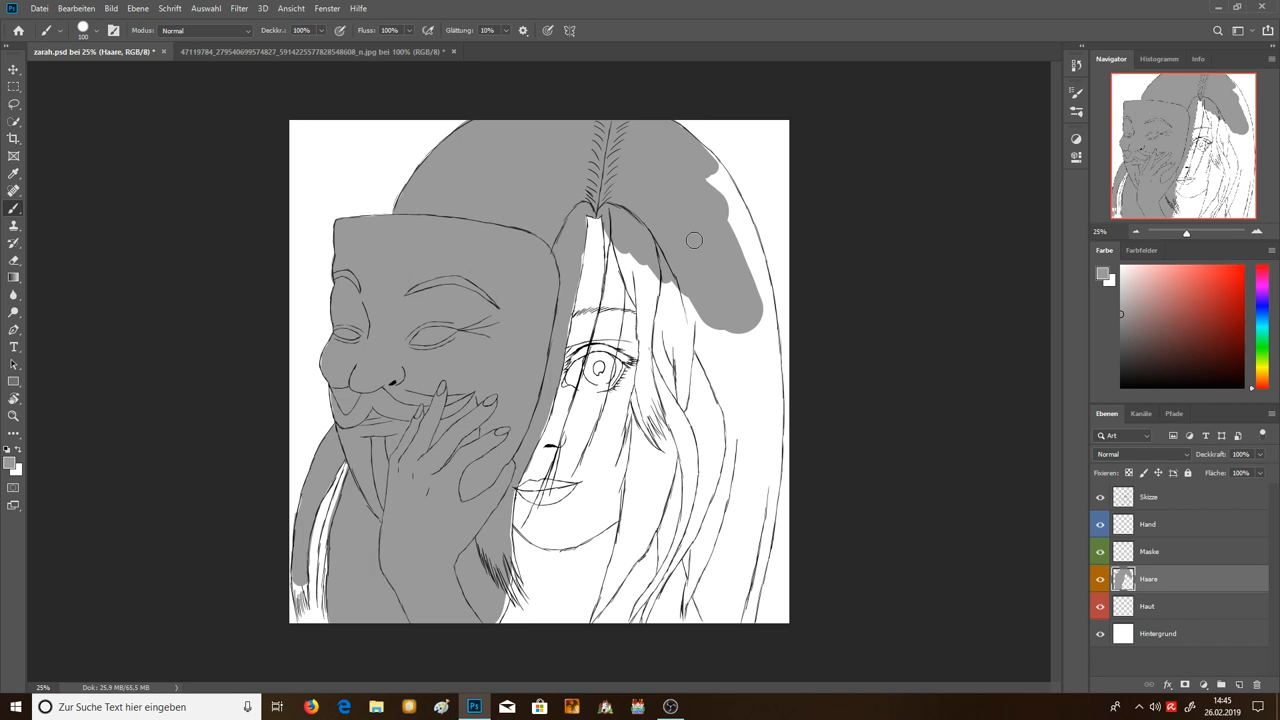 Datei Bearbeiten Bild Ebene Schrift Auswahl Filter 3D Ansicht Fenster Hilfe
100 Modus: Normal Deckkr.: 100% Fluss: 100% Glättung: 10%
zarah.psd bei 25% (Haare, RGB/8) * × 47119784_279540699574827_5914225577828548608_n.jpg bei 100% (RGB/8) * ×
Navigator Histogramm Info
25%
Farbe Farbfelder
Ebenen Kanäle Pfade
Art
Normal Deckkraft: 100%
Fixieren: Fläche: 100%
Skizze
Hand
Maske
Haare
Haut
Hintergrund
25% Dok: 25,9 MB/65,5 MB
Zur Suche Text hier eingeben
14:45
26.02.2019